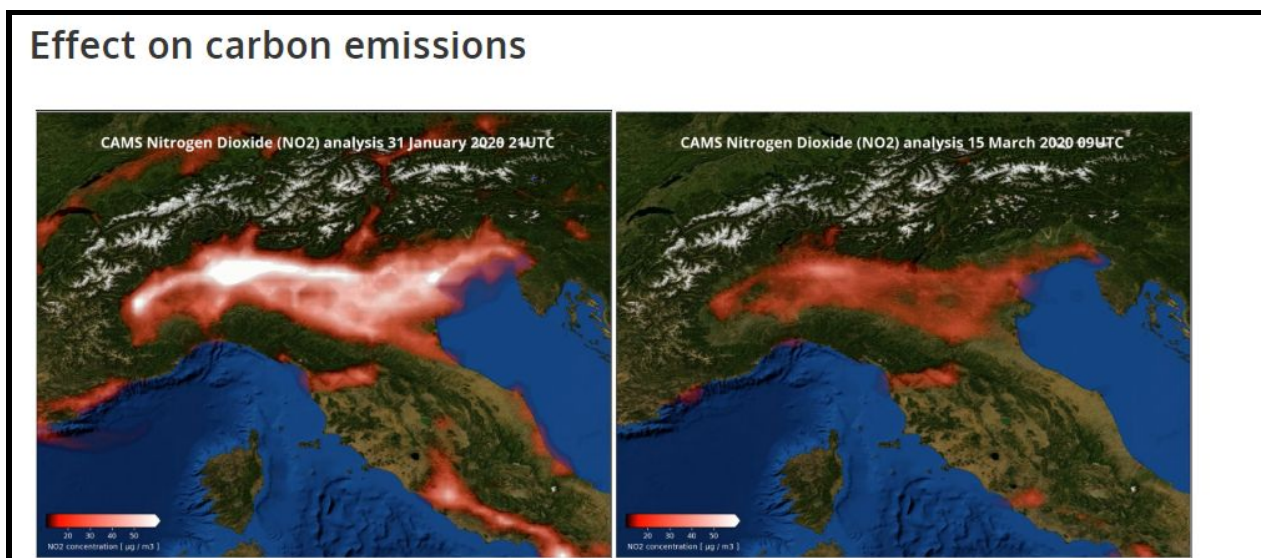 Effect on carbon emissions
CAMS Nitrogen Dioxide (NO2) analysis 31 January 2020 21UTC
CAMS Nitrogen Dioxide (NO2) analysis 15 March 2020 09UTC
20 30 40 50
NO2 concentration [ µg / m3 ]
20 30 40 50
NO2 concentration [ µg / m3 ]